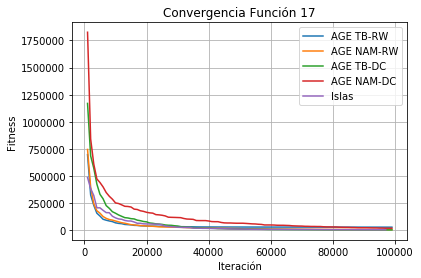 Convergencia Función 17
AGE TB-RW
AGE NAM-RW
AGE TB-DC
AGE NAM-DC
Islas
1750000
1500000
1250000
1000000
750000
500000
250000
0
Fitness
0
20000
40000
60000
80000
100000
Iteración